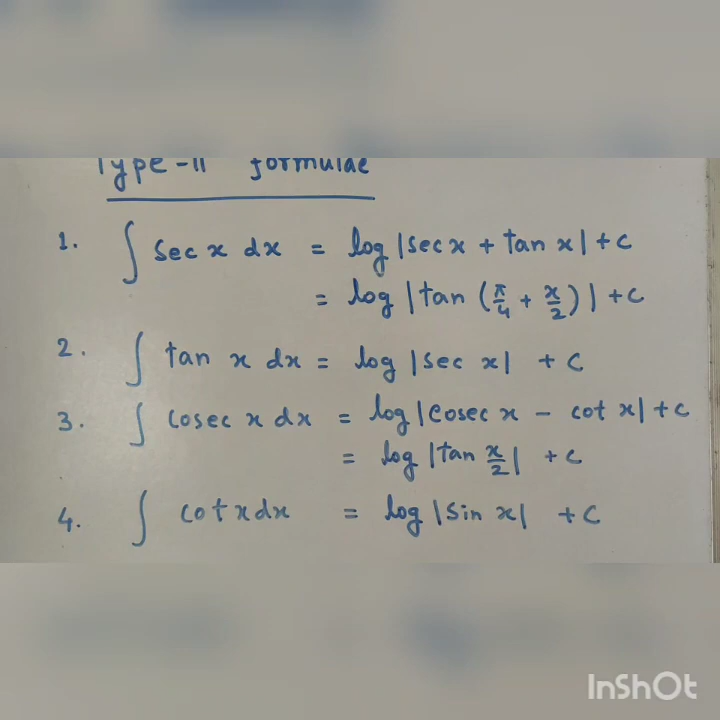 Type-II formulae
1. ∫ sec x dx = log |sec x + tan x| + c
= log |tan (π/4 + x/2)| + c
2. ∫ tan x dx = log |sec x| + c
3. ∫ cosec x dx = log |cosec x - cot x| + c
= log |tan x/2| + c
4. ∫ cot x dx = log |sin x| + c
InShOt